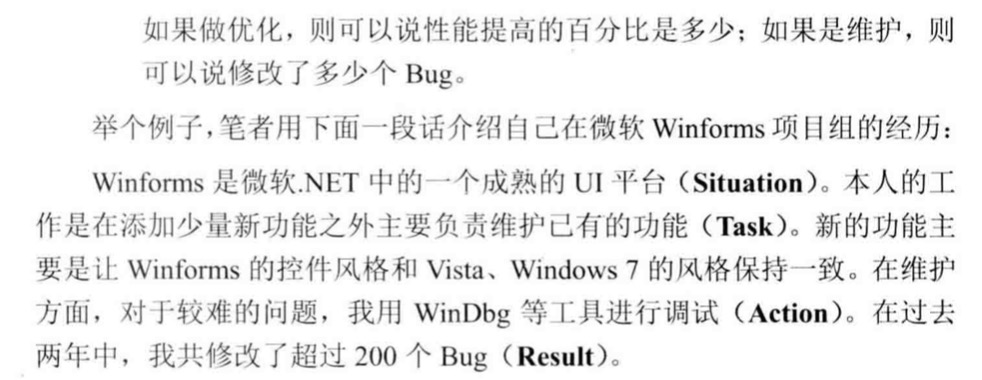 如果做优化，则可以说性能提高的百分比是多少；如果是维护，则
可以说修改了多少个 Bug。
举个例子，笔者用下面一段话介绍自己在微软 Winforms 项目组的经历：
Winforms 是微软.NET 中的一个成熟的 UI 平台（Situation）。本人的工
作是在添加少量新功能之外主要负责维护已有的功能（Task）。新的功能主
要是让 Winforms 的控件风格和 Vista、Windows 7 的风格保持一致。在维护
方面，对于较难的问题，我用 WinDbg 等工具进行调试（Action）。在过去
两年中，我共修改了超过 200 个 Bug（Result）。